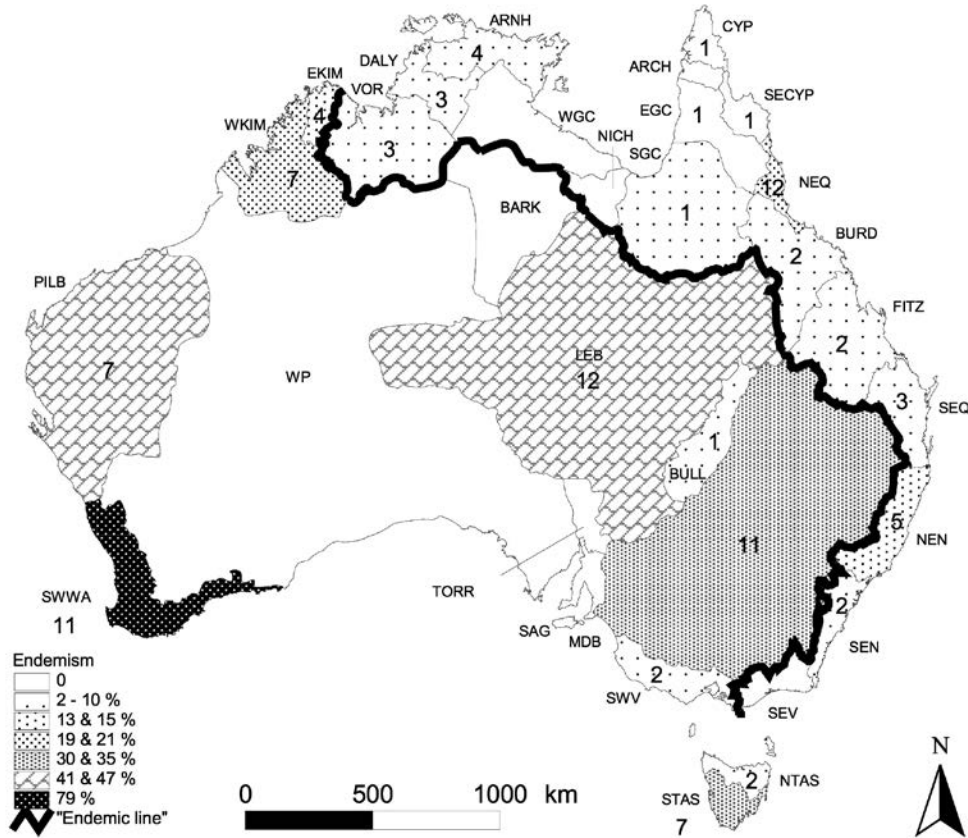 ARNH
CYP
DALY
4
1
ARCH
EKIM
VOR
SECYP
WGC
EGC
4
3
1
1
WKIM
NICH
SGC
3
7
12
NEQ
BARK
1
BURD
2
PILB
FITZ
LEB
2
7
WP
12
3
SEQ
1
BULL
5
11
NEN
TORR
SWWA
2
11
SAG
MDB
SEN
Endemism
0
2
SWV
2 - 10 %
SEV
13 & 15 %
19 & 21 %
N
30 & 35 %
41 & 47 %
2
NTAS
79 %
0 500 1000 km
STAS
"Endemic line"
7